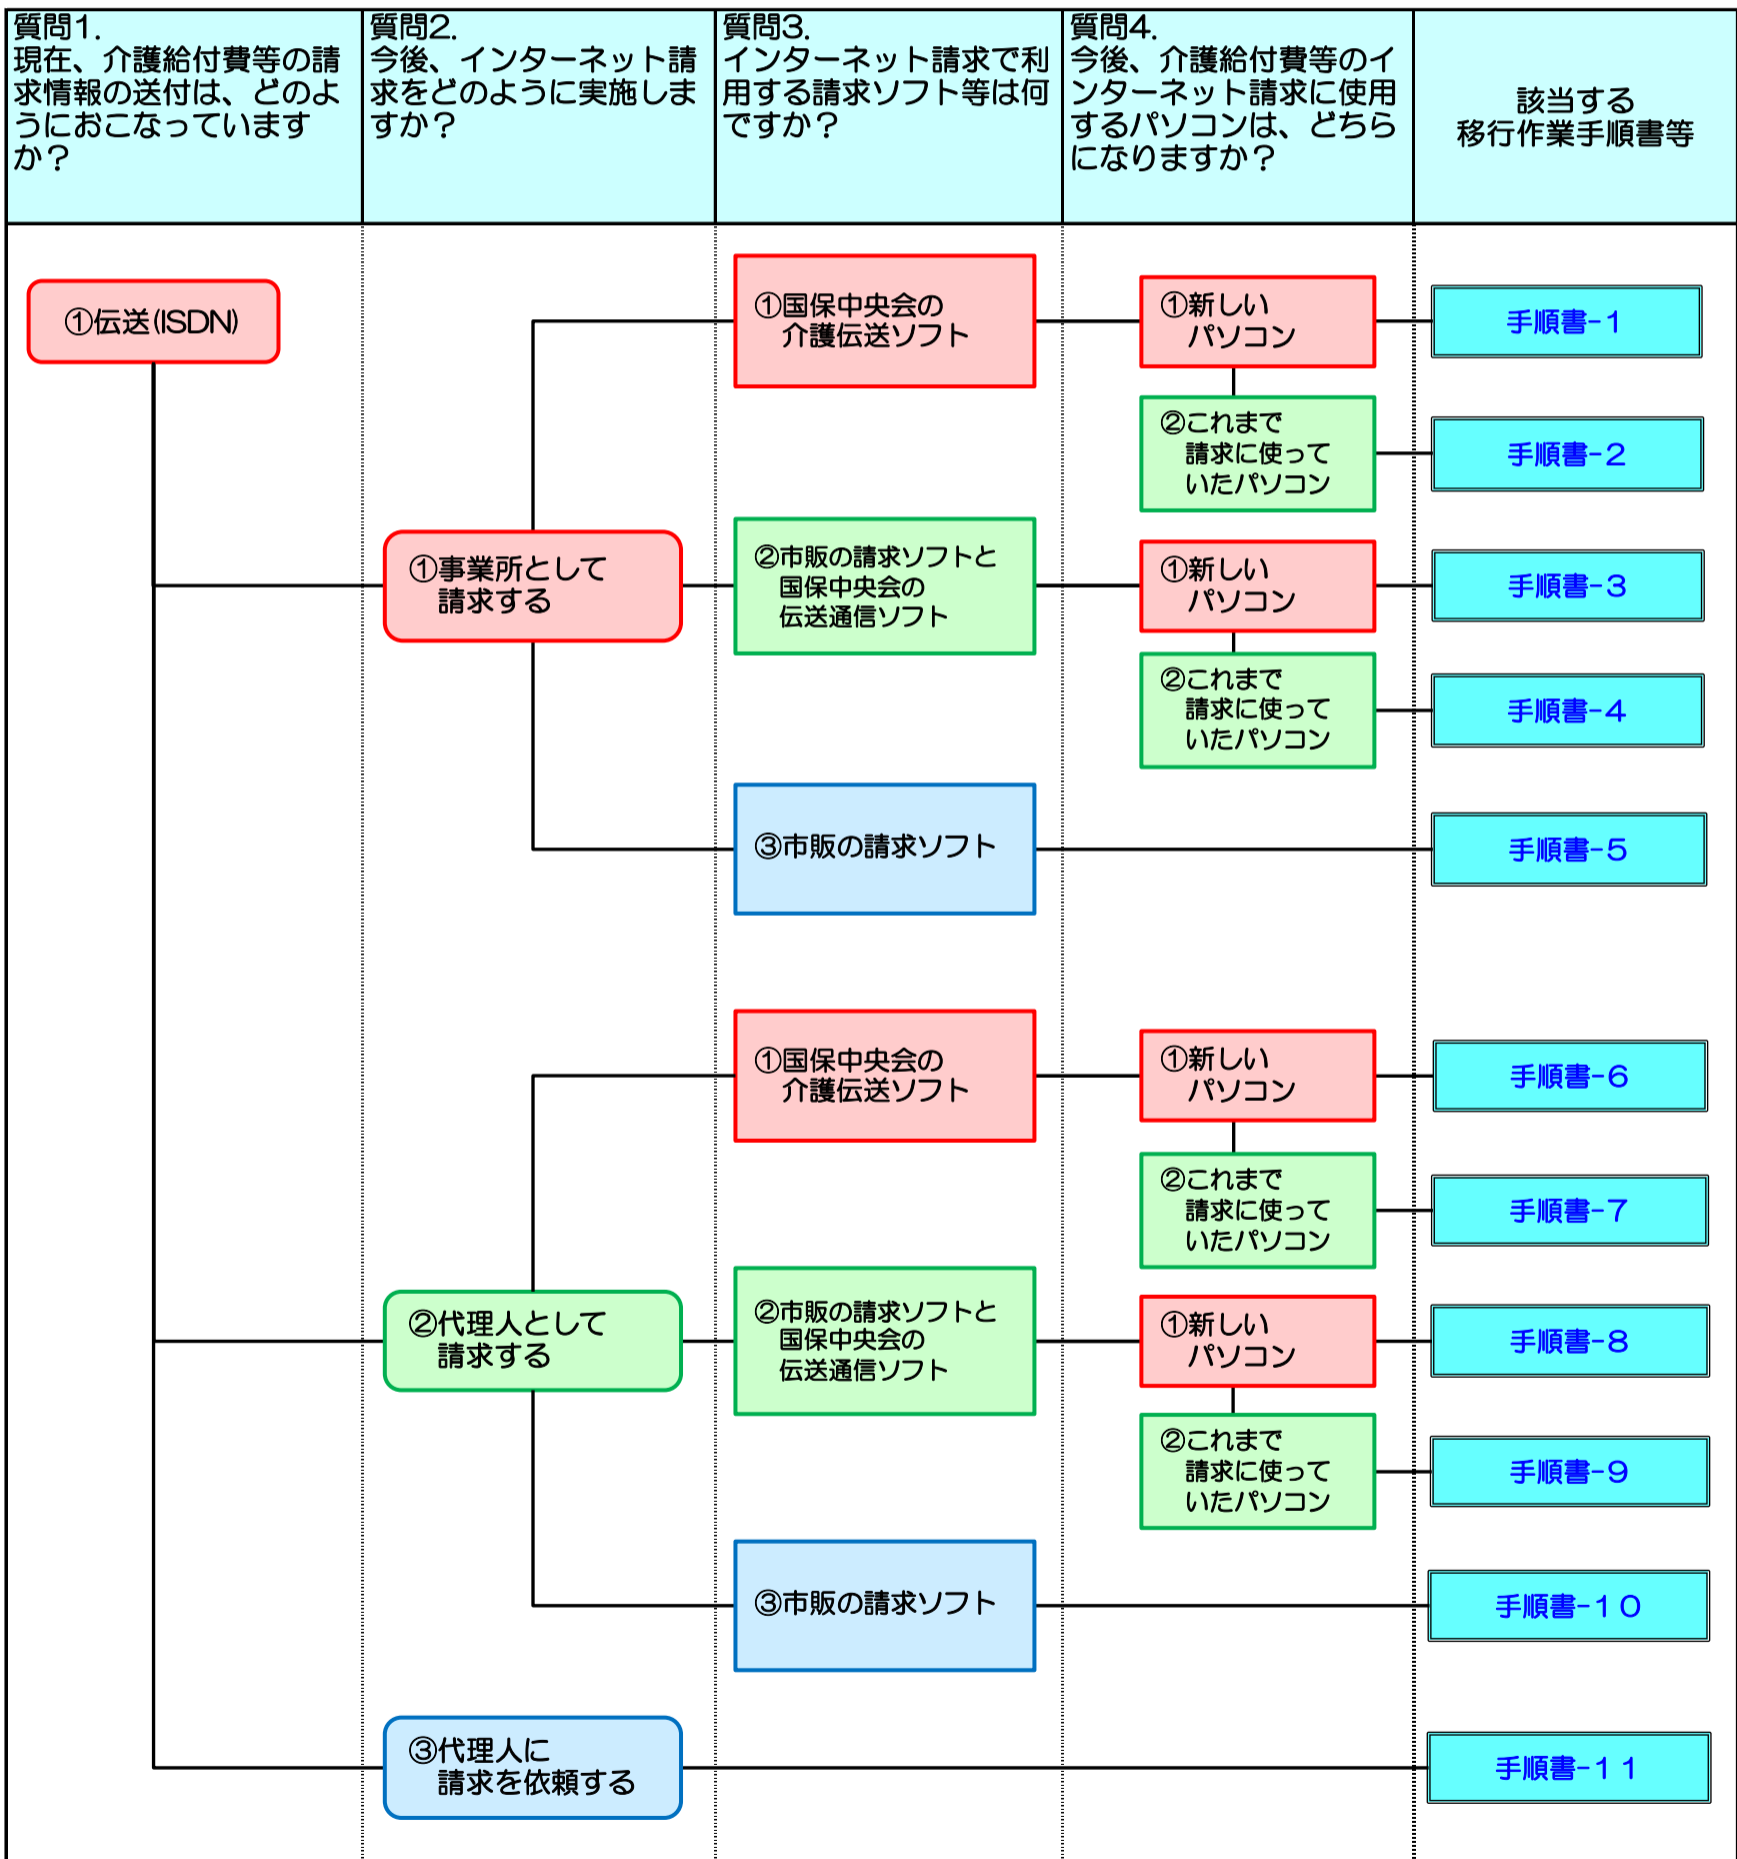 質問1.
現在、介護給付費等の請
求情報の送付は、どのよ
うにおこなっています
か？
質問2.
今後、インターネット請
求をどのように実施しま
すか？
質問3.
インターネット請求で利
用する請求ソフト等は何
ですか？
質問4.
今後、介護給付費等のイ
ンターネット請求に使用
するパソコンは、どちら
になりますか？
該当する
移行作業手順書等
①伝送(ISDN)
①事業所として
請求する
①国保中央会の
介護伝送ソフト
①新しい
パソコン
手順書-１
②これまで
請求に使って
いたパソコン
手順書-２
②市販の請求ソフトと
国保中央会の
伝送通信ソフト
①新しい
パソコン
手順書-３
②これまで
請求に使って
いたパソコン
手順書-４
③市販の請求ソフト
手順書-５
②代理人として
請求する
①国保中央会の
介護伝送ソフト
①新しい
パソコン
手順書-６
②これまで
請求に使って
いたパソコン
手順書-７
②市販の請求ソフトと
国保中央会の
伝送通信ソフト
①新しい
パソコン
手順書-８
②これまで
請求に使って
いたパソコン
手順書-９
③市販の請求ソフト
手順書-１０
③代理人に
請求を依頼する
手順書-１１